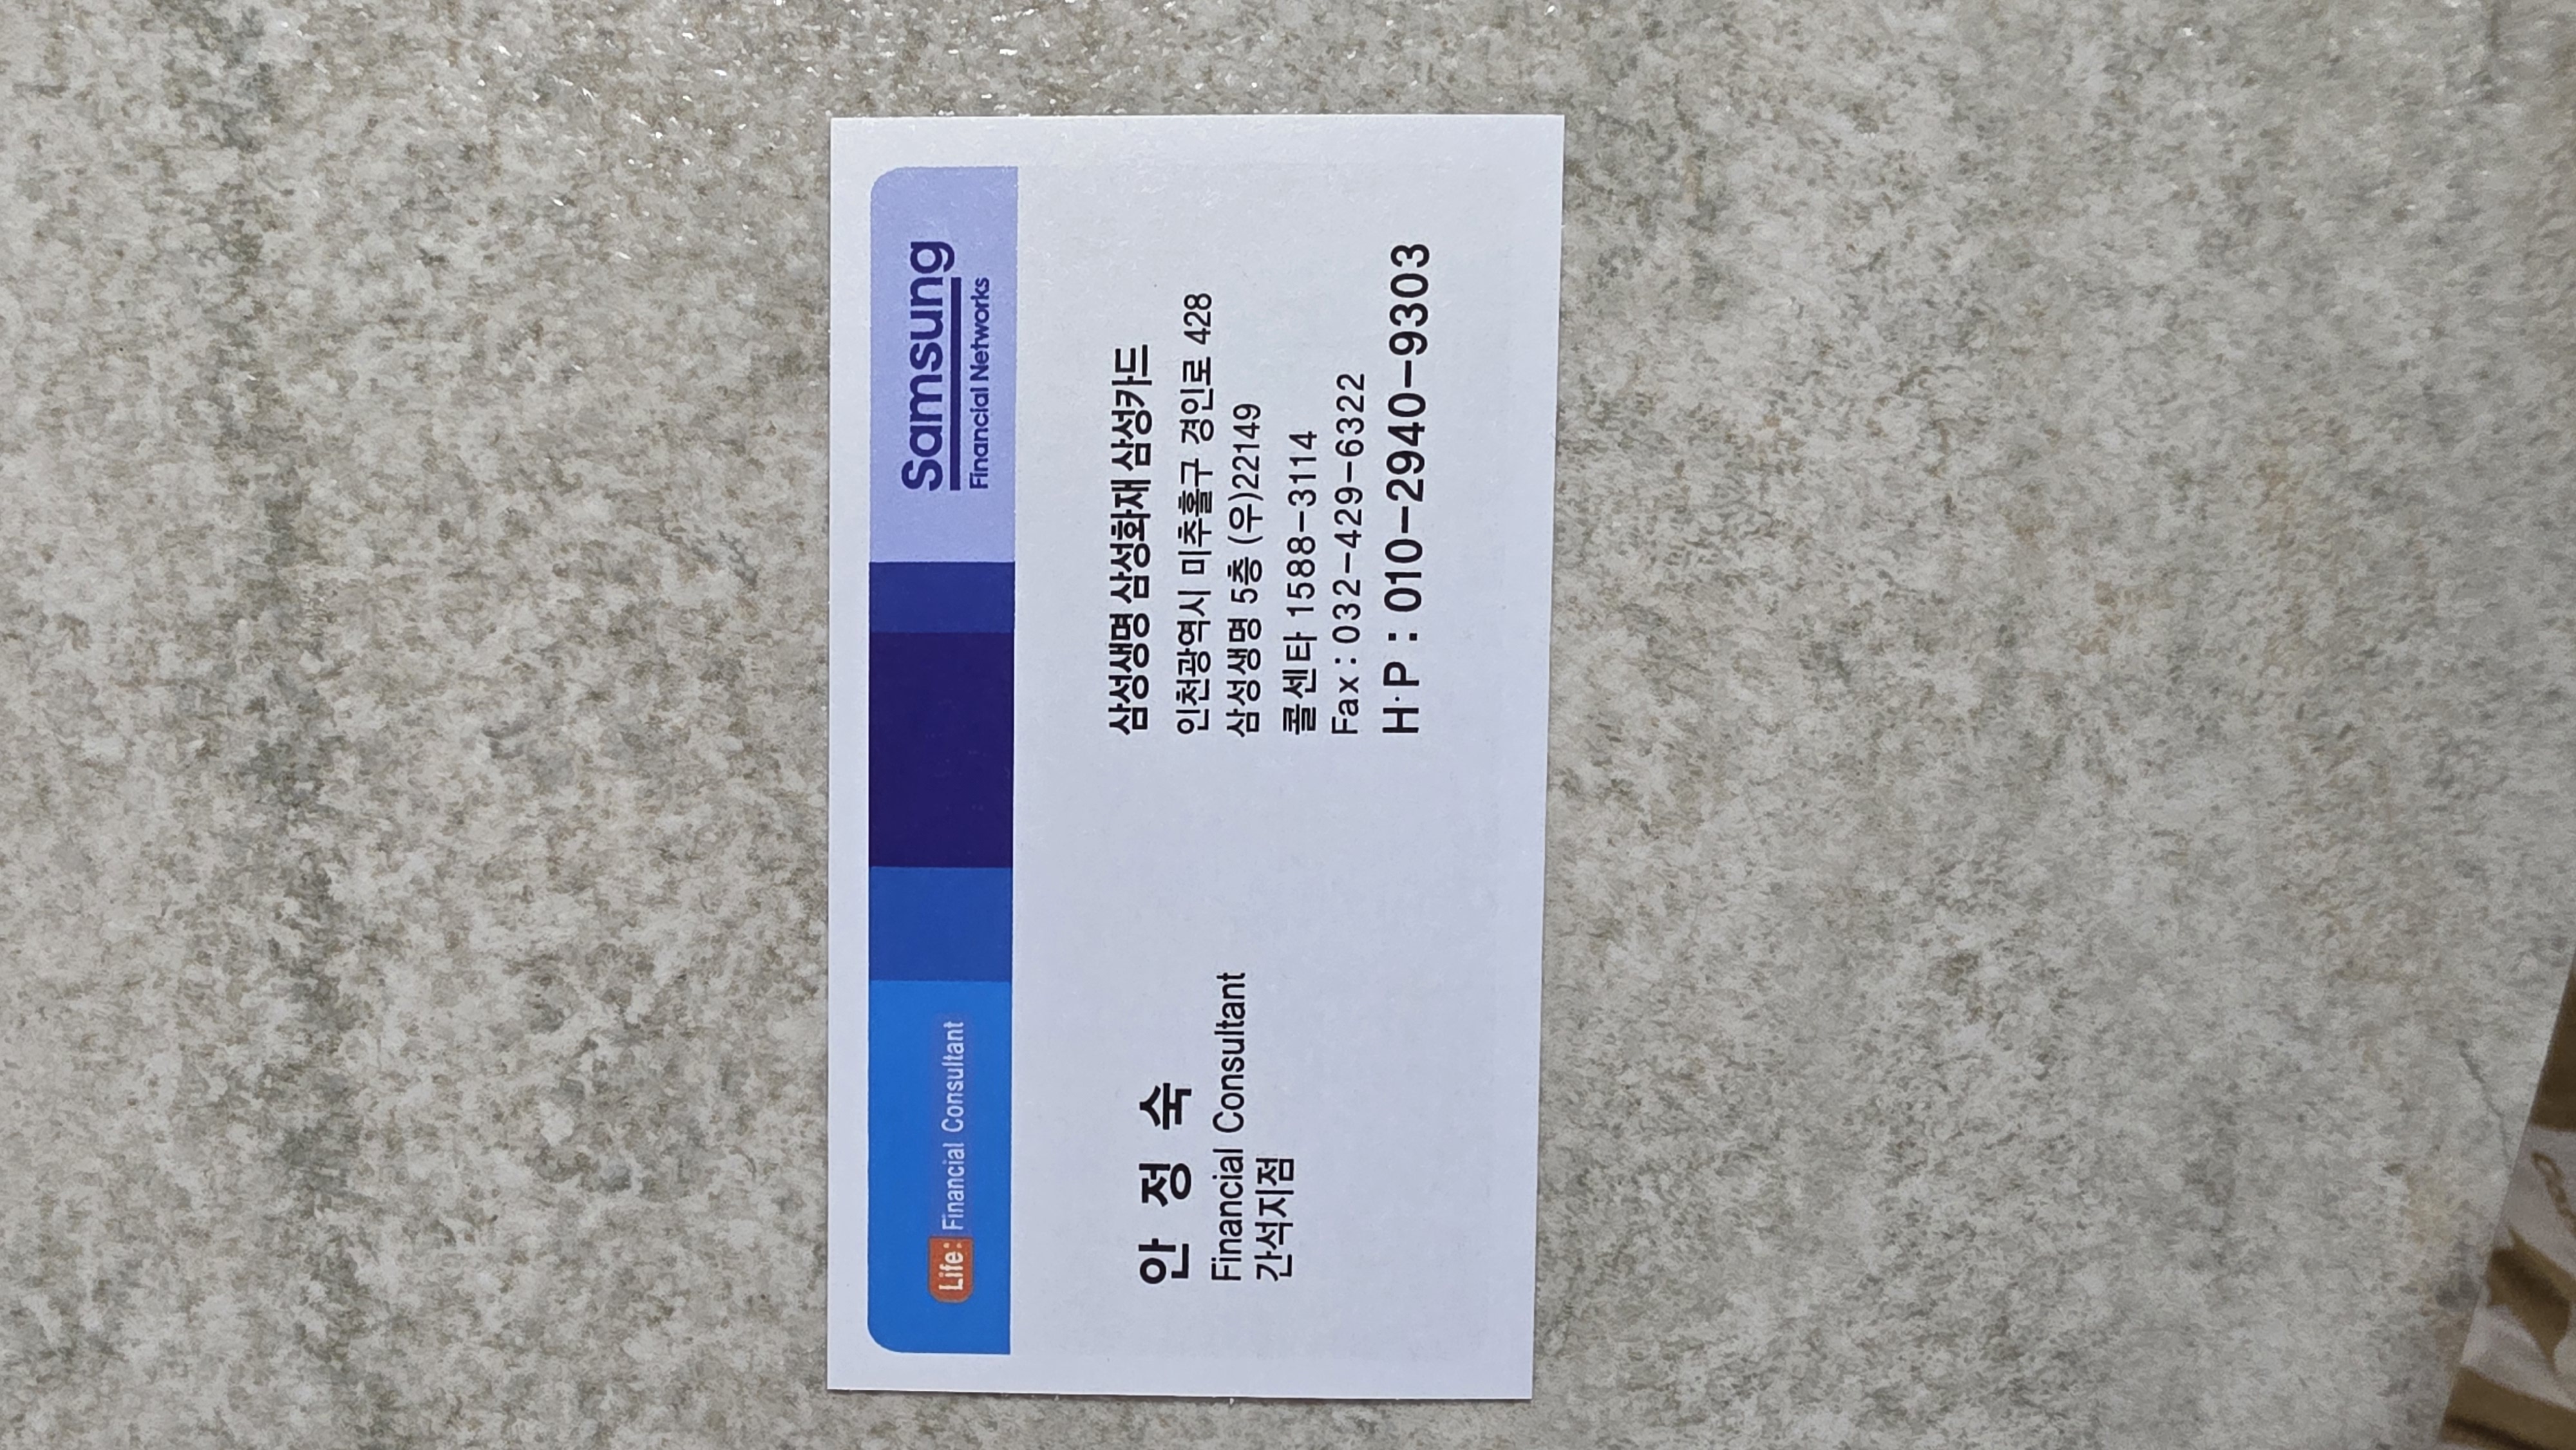 Life: Financial Consultant
Samsung
Financial Networks
안 정 숙
Financial Consultant
간석지점
삼성생명 삼성화재 삼성카드
인천광역시 미추홀구 경인로 428
삼성생명 5층 (우)22149
콜센타 1588-3114
Fax : 032-429-6322
H·P : 010-2940-9303